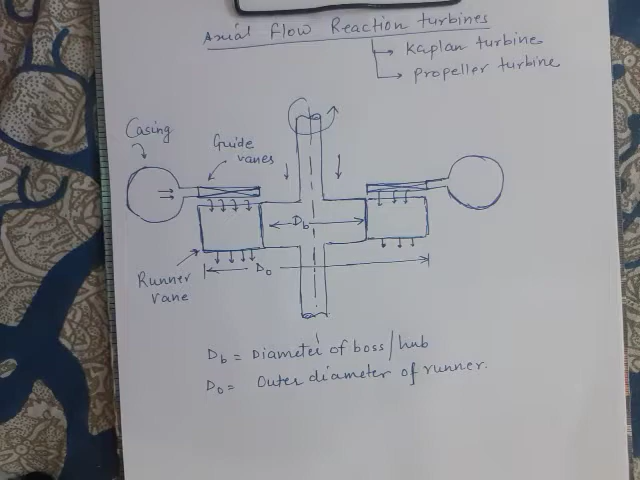 Axial Flow Reaction turbines
Kaplan turbine
propeller turbine
Casing
Guide
vanes
Db
Runner
vane
Do
Db = Diameter of boss/hub
Do = Outer diameter of runner.